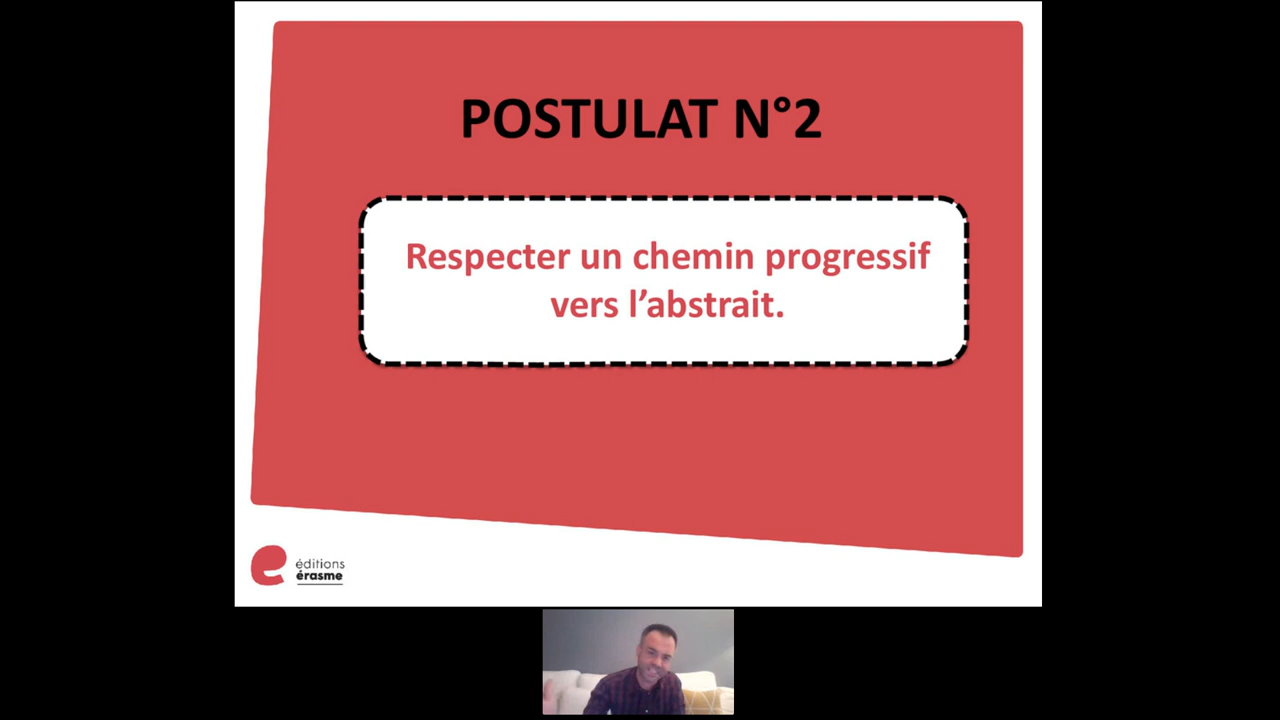 POSTULAT N°2
Respecter un chemin progressif
vers l’abstrait.
éditions
érasme